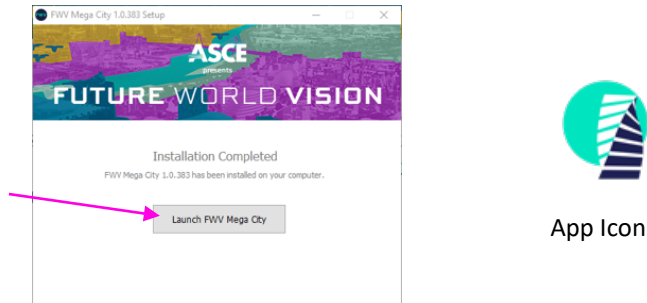 FWV Mega City 1.0.383 Setup
ASCE
presents
FUTURE WORLD VISION
Installation Completed
FWV Mega City 1.0.383 has been installed on your computer.
Launch FWV Mega City
App Icon